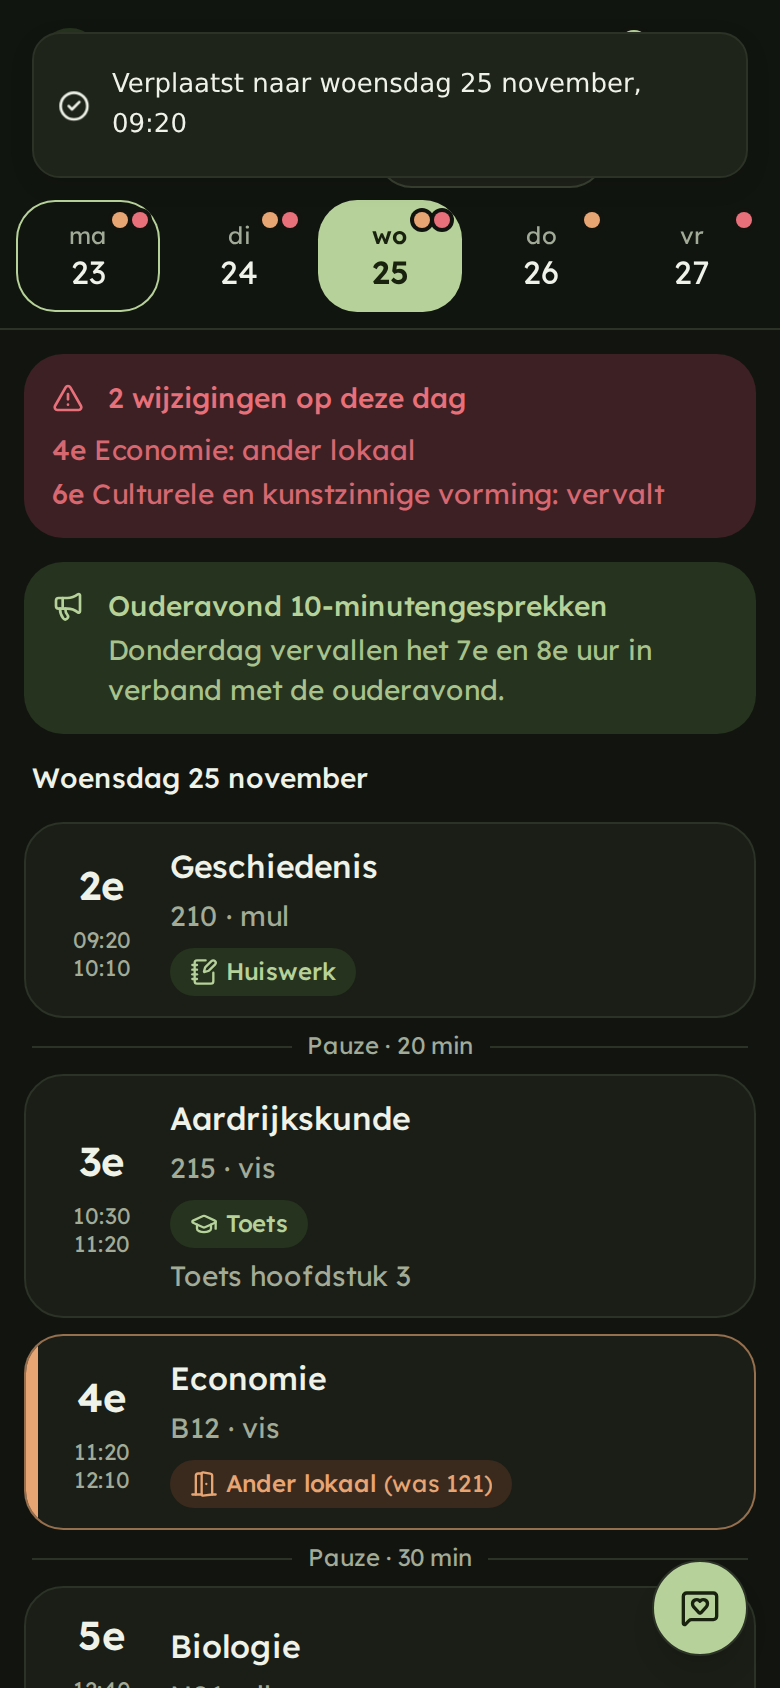 Verplaatst naar woensdag 25 november,
09:20
ma
di
wo
do
vr
23
24
25
26
27
2 wijzigingen op deze dag
4e Economie: ander lokaal
6e Culturele en kunstzinnige vorming: vervalt
Ouderavond 10-minutengesprekken
Donderdag vervallen het 7e en 8e uur in
verband met de ouderavond.
Woensdag 25 november
2e
09:20
10:10
Geschiedenis
210 · mul
Huiswerk
Pauze · 20 min
3e
10:30
11:20
Aardrijkskunde
215 · vis
Toets
Toets hoofdstuk 3
4e
11:20
12:10
Economie
B12 · vis
Ander lokaal (was 121)
Pauze · 30 min
5e
Biologie